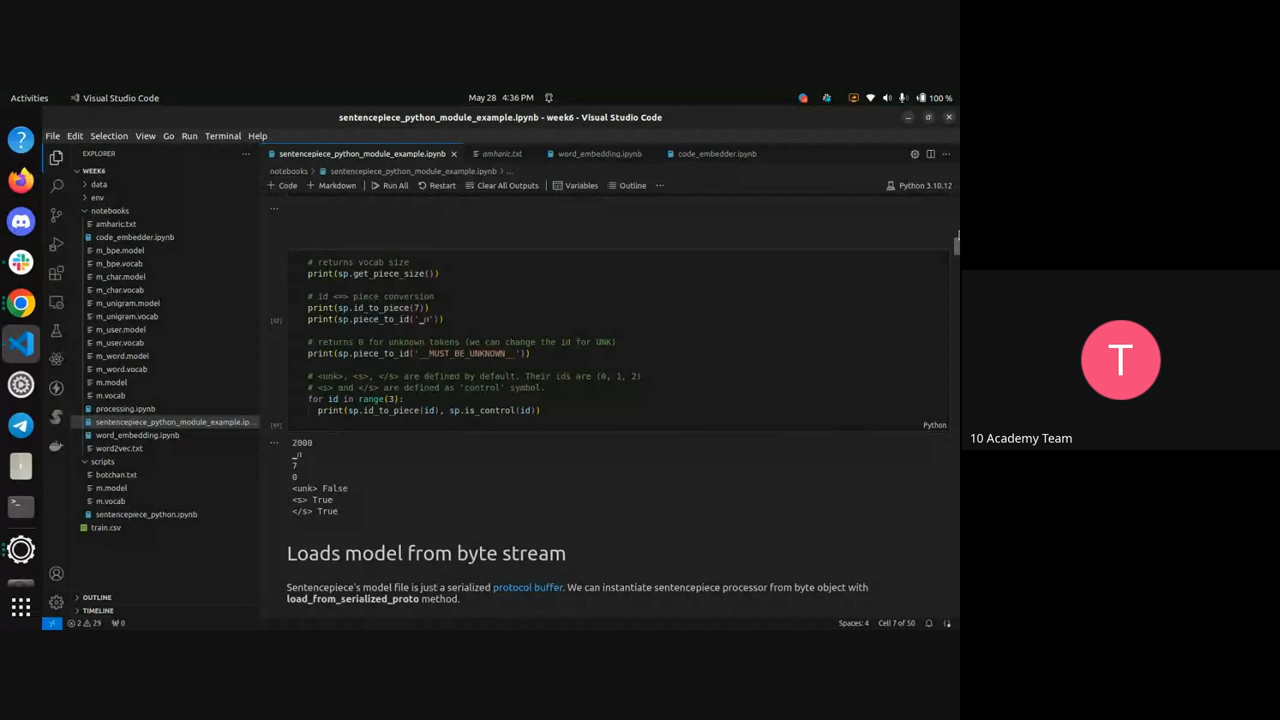 Activities
Visual Studio Code
May 28 4:36 PM
100 %
sentencepiece_python_module_example.ipynb - week6 - Visual Studio Code
File Edit Selection View Go Run Terminal Help
EXPLORER
WEEK6
data
env
notebooks
amharic.txt
code_embedder.ipynb
m_bpe.model
m_bpe.vocab
m_char.model
m_char.vocab
m_unigram.model
m_unigram.vocab
m_user.model
m_user.vocab
m_word.model
m_word.vocab
m.model
m.vocab
processing.ipynb
sentencepiece_python_module_example.ip...
word_embedding.ipynb
word2vec.txt
scripts
botchan.txt
m.model
m.vocab
sentencepiece_python.ipynb
train.csv
OUTLINE
TIMELINE
sentencepiece_python_module_example.ipynb
amharic.txt
word_embedding.ipynb
code_embedder.ipynb
notebooks > sentencepiece_python_module_example.ipynb > ...
+ Code + Markdown Run All Restart Clear All Outputs Variables Outline ...
Python 3.10.12
# returns vocab size
print(sp.get_piece_size())
# id <=> piece conversion
print(sp.id_to_piece(7))
print(sp.piece_to_id('▁በ'))
# returns 0 for unknown tokens (we can change the id for UNK)
print(sp.piece_to_id('__MUST_BE_UNKNOWN__'))
# <unk>, <s>, </s> are defined by default. Their ids are (0, 1, 2)
# <s> and </s> are defined as 'control' symbol.
for id in range(3):
print(sp.id_to_piece(id), sp.is_control(id))
Python
2000
▁በ
7
0
<unk> False
<s> True
</s> True
Loads model from byte stream
Sentencepiece's model file is just a serialized protocol buffer. We can instantiate sentencepiece processor from byte object with
load_from_serialized_proto method.
2 29 0
Spaces: 4 Cell 7 of 50
T
10 Academy Team